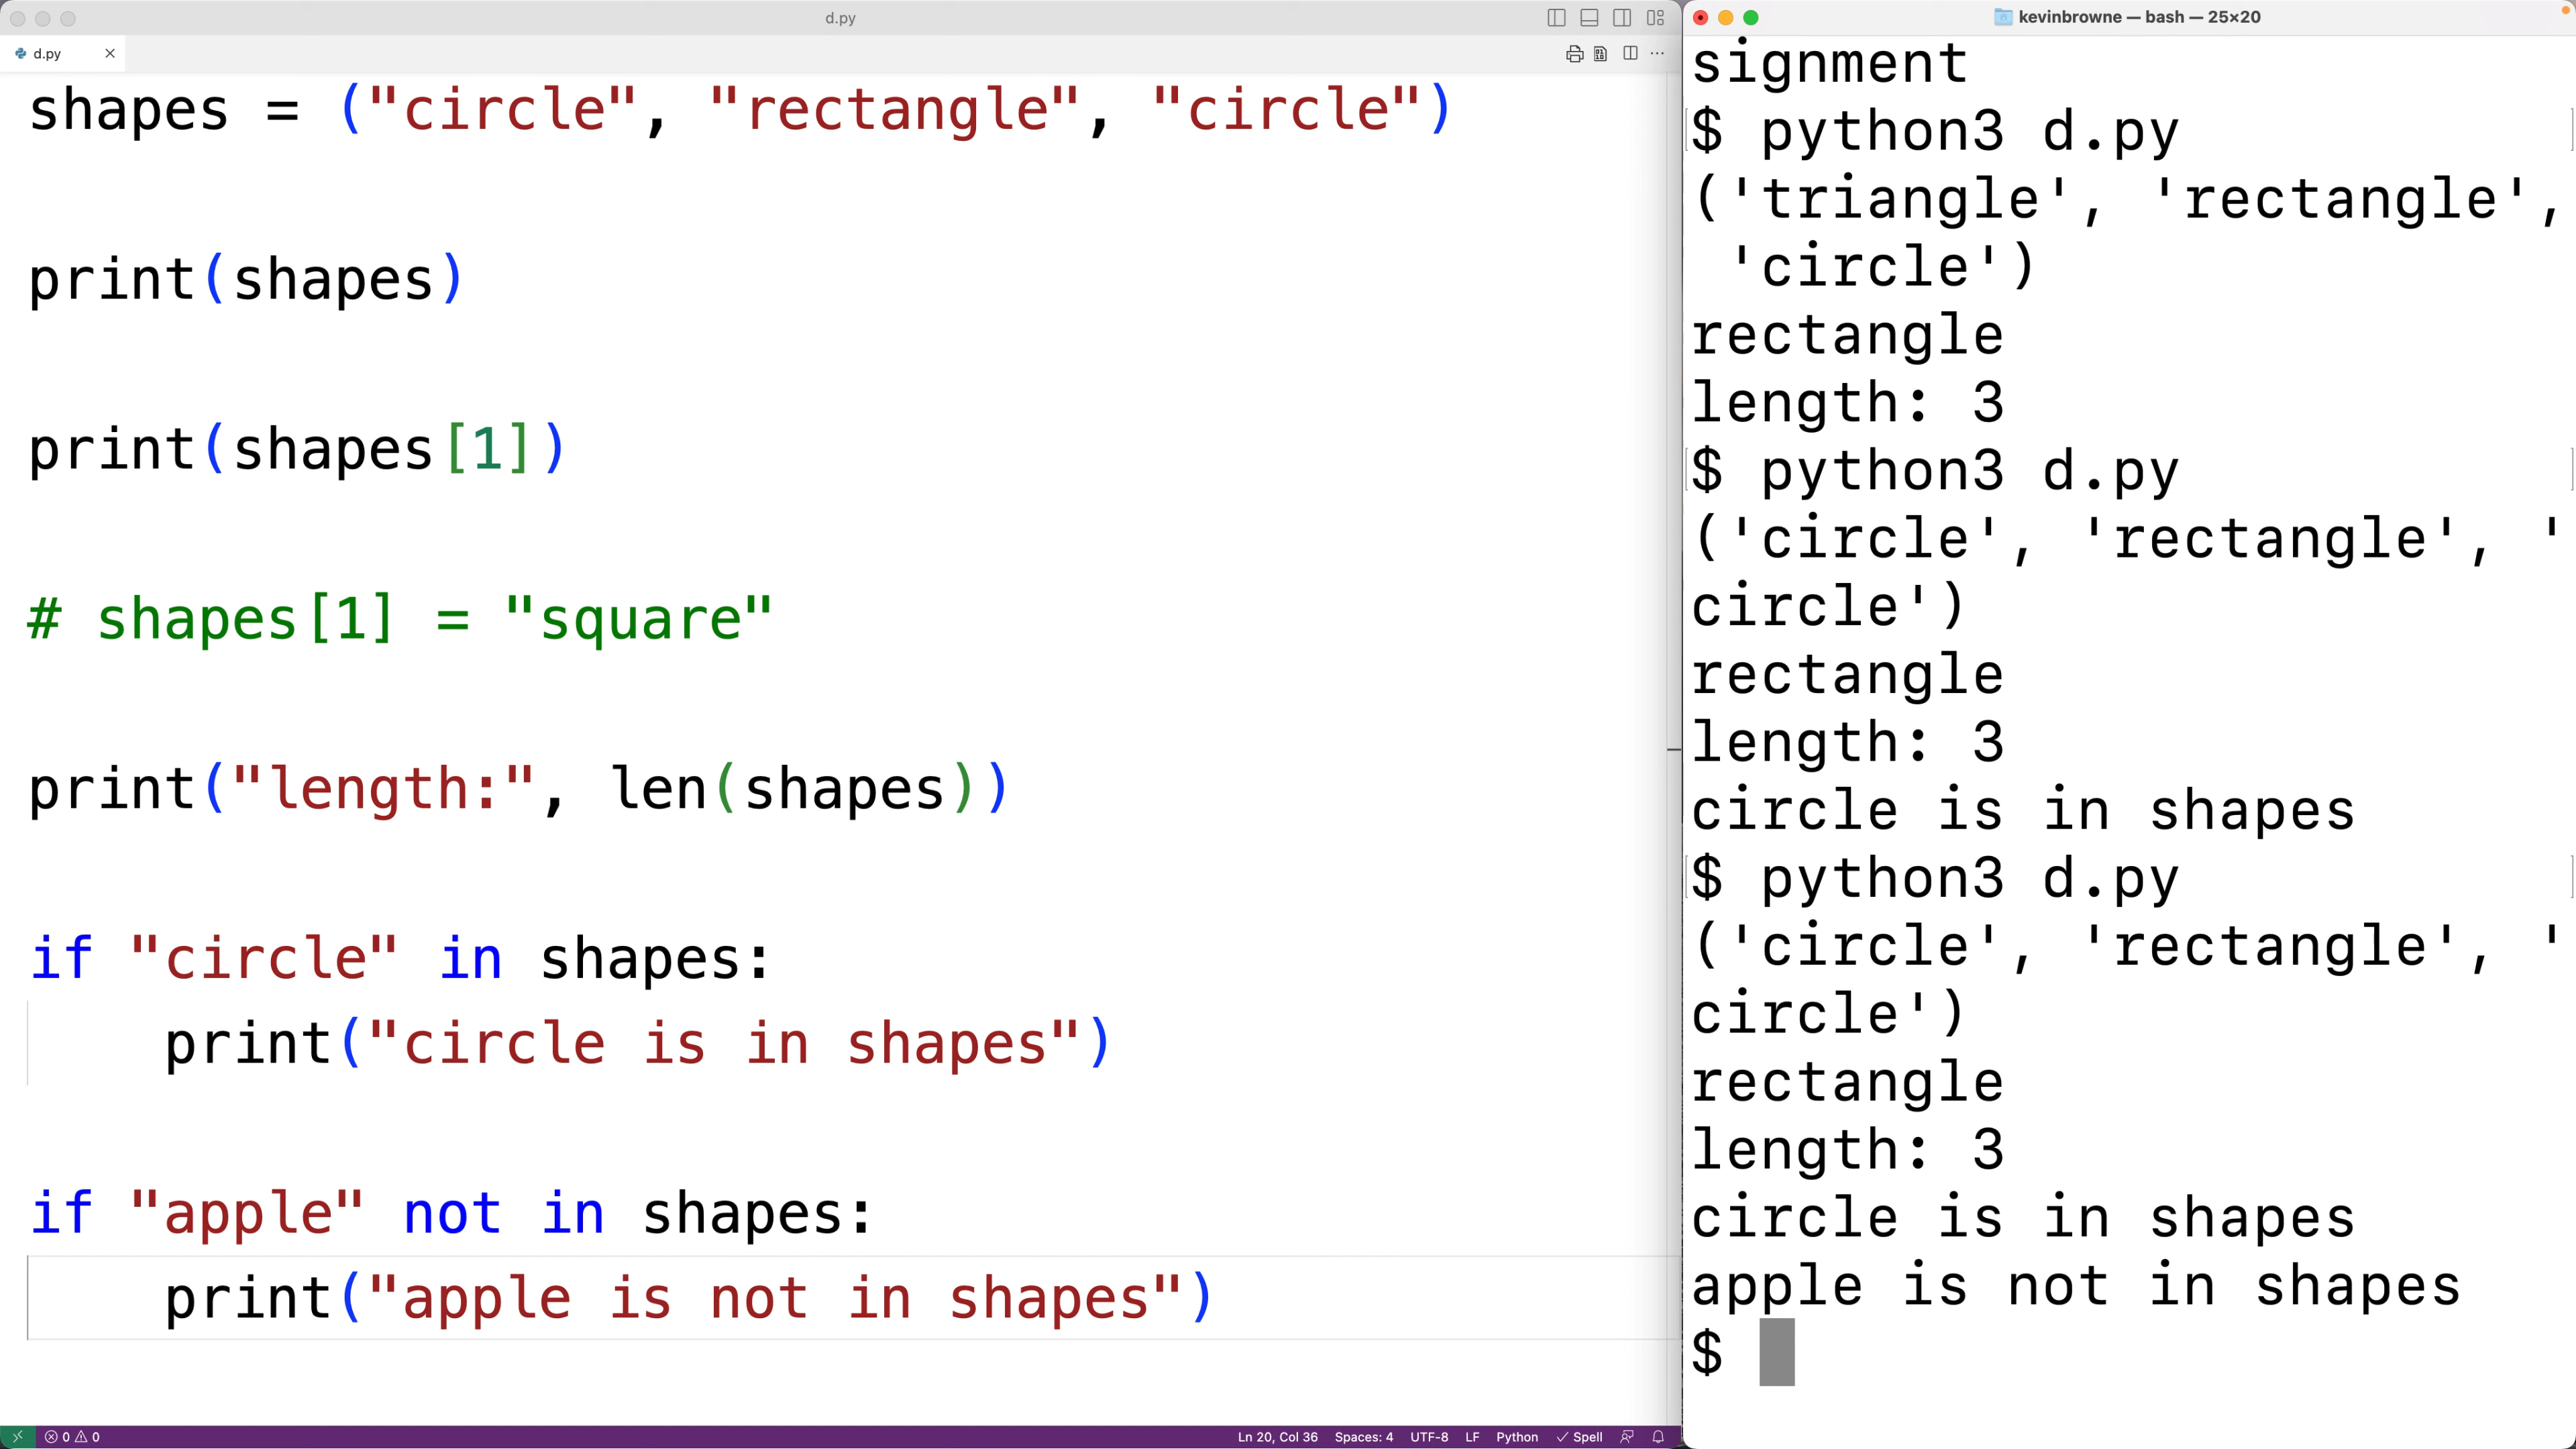 d.py
d.py
shapes = ("circle", "rectangle", "circle")
print(shapes)
print(shapes[1])
# shapes[1] = "square"
print("length:", len(shapes))
if "circle" in shapes:
    print("circle is in shapes")
if "apple" not in shapes:
    print("apple is not in shapes")
0 0
Ln 20, Col 36 Spaces: 4 UTF-8 LF Python Spell
kevinbrowne — bash — 25×20
signment
$ python3 d.py
('triangle', 'rectangle',
 'circle')
rectangle
length: 3
$ python3 d.py
('circle', 'rectangle', '
circle')
rectangle
length: 3
circle is in shapes
$ python3 d.py
('circle', 'rectangle', '
circle')
rectangle
length: 3
circle is in shapes
apple is not in shapes
$